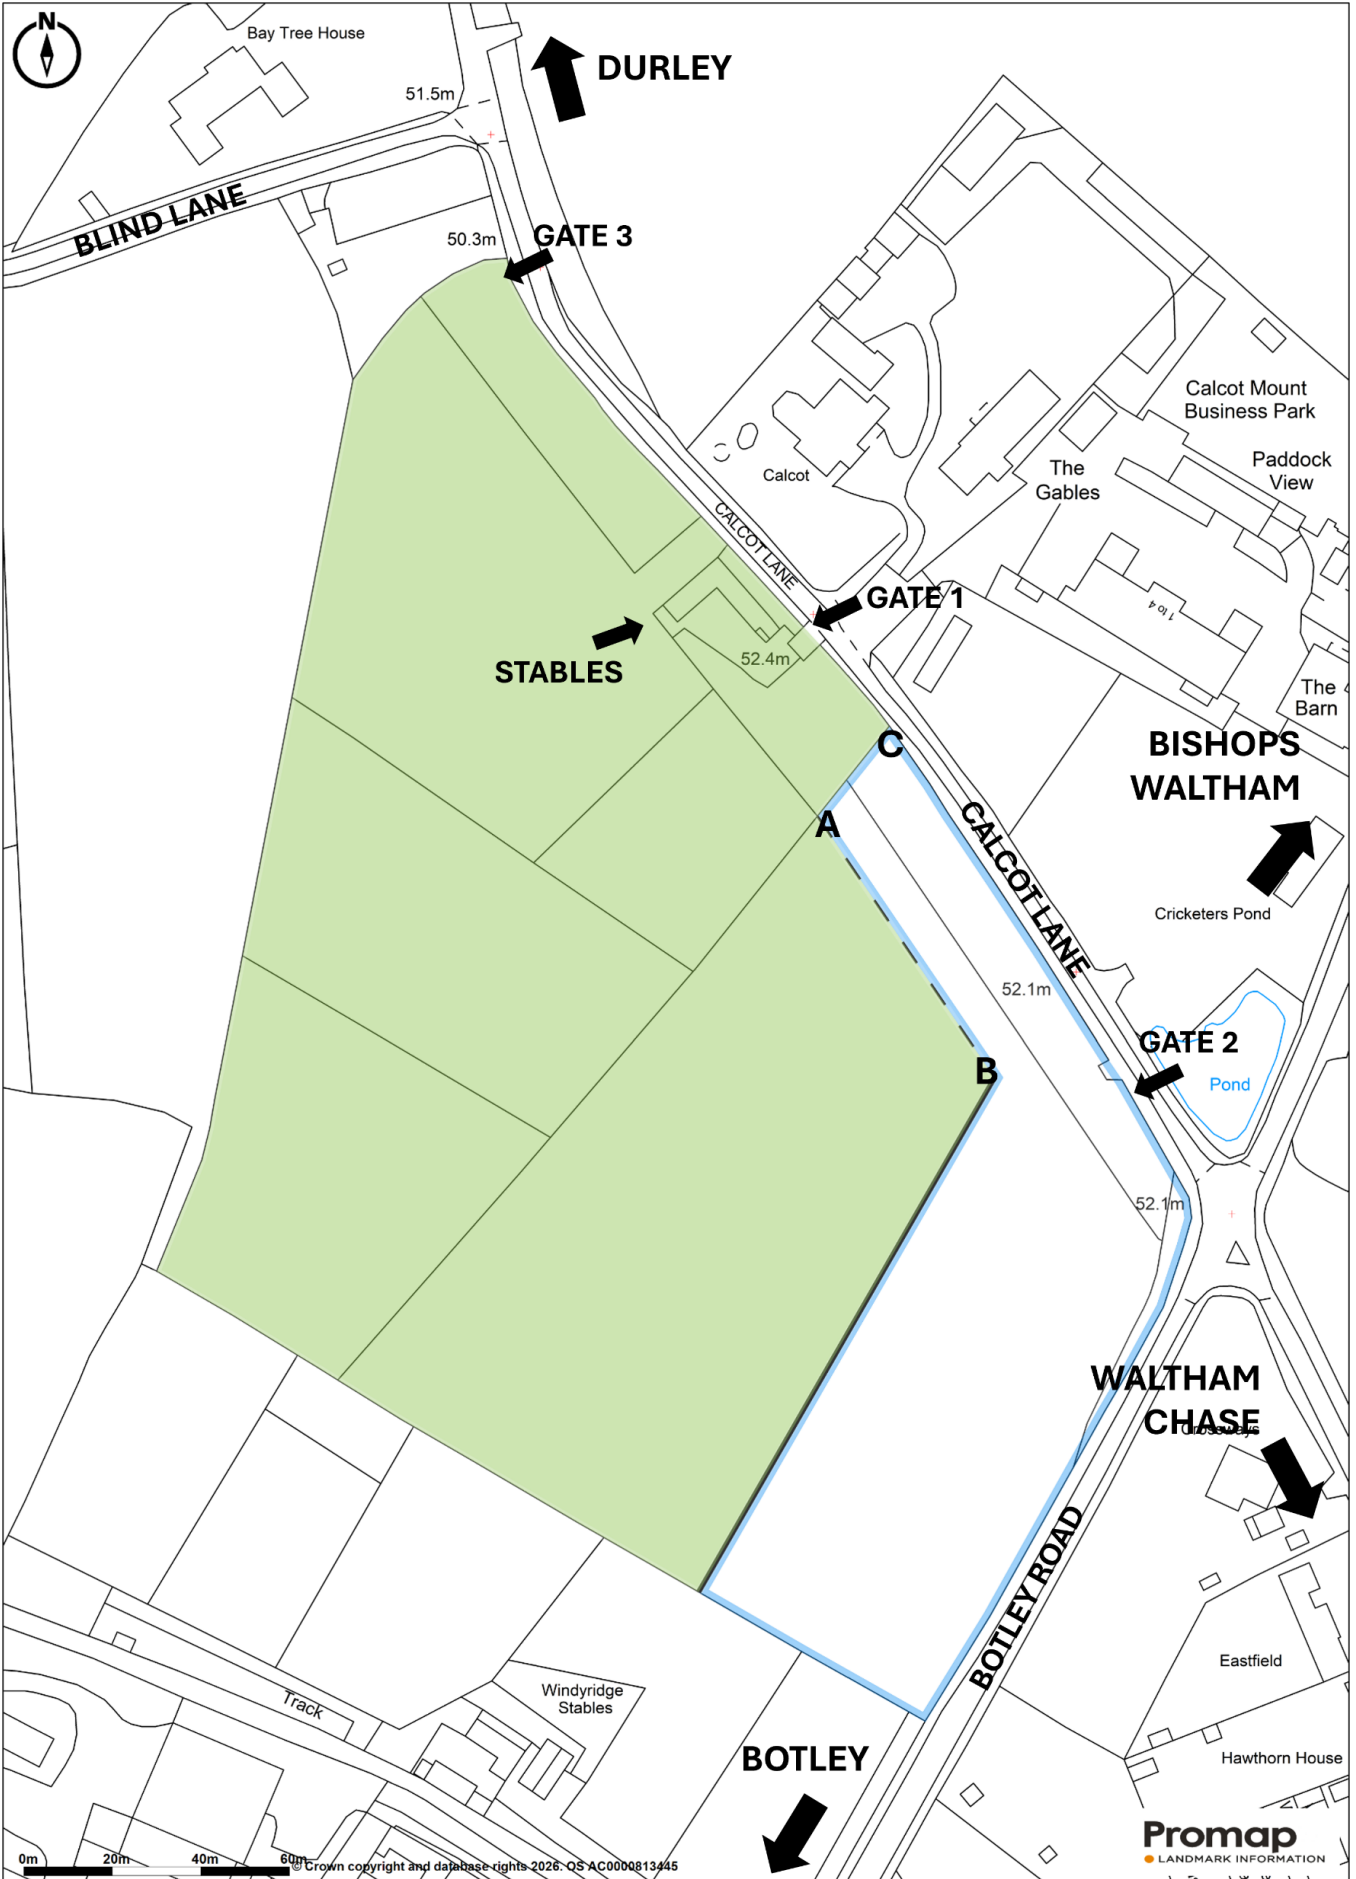 N
Bay Tree House
DURLEY
51.5m
BLIND LANE
50.3m
GATE 3
Calcot Mount
Business Park
Paddock
View
The
Gables
Calcot
CALCOT LANE
GATE 1
1 to 4
STABLES
52.4m
The
Barn
C
BISHOPS
WALTHAM
A
CALCOT LANE
Cricketers Pond
52.1m
GATE 2
B
Pond
52.1m
WALTHAM
CHASE
Crossways
BOTLEY ROAD
Eastfield
Windyridge
Stables
Track
BOTLEY
Hawthorn House
Promap
LANDMARK INFORMATION
0m 20m 40m 60m
© Crown copyright and database rights 2026. OS AC0000813445